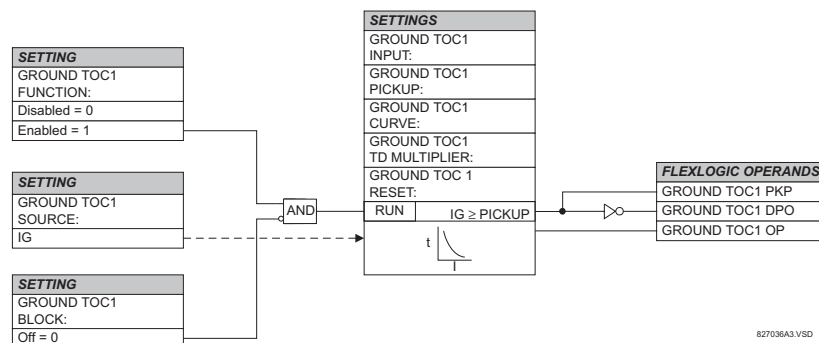 SETTING
GROUND TOC1
FUNCTION:
Disabled = 0
Enabled = 1
SETTING
GROUND TOC1
SOURCE:
IG
SETTING
GROUND TOC1
BLOCK:
Off = 0
AND
SETTINGS
GROUND TOC1
INPUT:
GROUND TOC1
PICKUP:
GROUND TOC1
CURVE:
GROUND TOC1
TD MULTIPLIER:
GROUND TOC 1
RESET:
RUN
IG ≥ PICKUP
t
I
FLEXLOGIC OPERANDS
GROUND TOC1 PKP
GROUND TOC1 DPO
GROUND TOC1 OP
827036A3.VSD